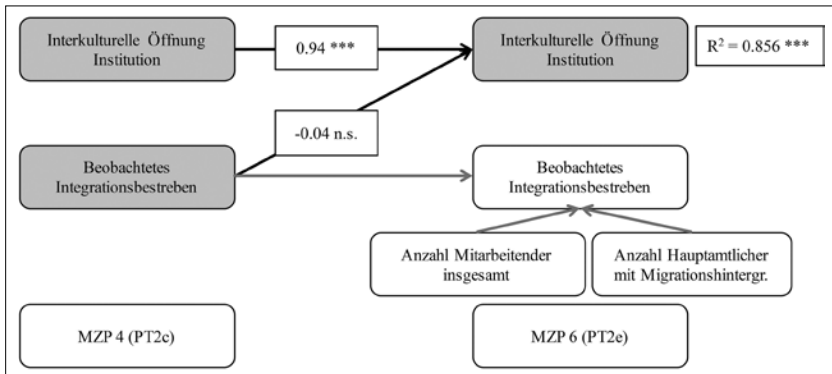 Interkulturelle Öffnung
Institution
0.94 ***
Interkulturelle Öffnung
Institution
R² = 0.856 ***
-0.04 n.s.
Beobachtetes
Integrationsbestreben
Beobachtetes
Integrationsbestreben
Anzahl Mitarbeitender
insgesamt
Anzahl Hauptamtlicher
mit Migrationshintergr.
MZP 4 (PT2c)
MZP 6 (PT2e)